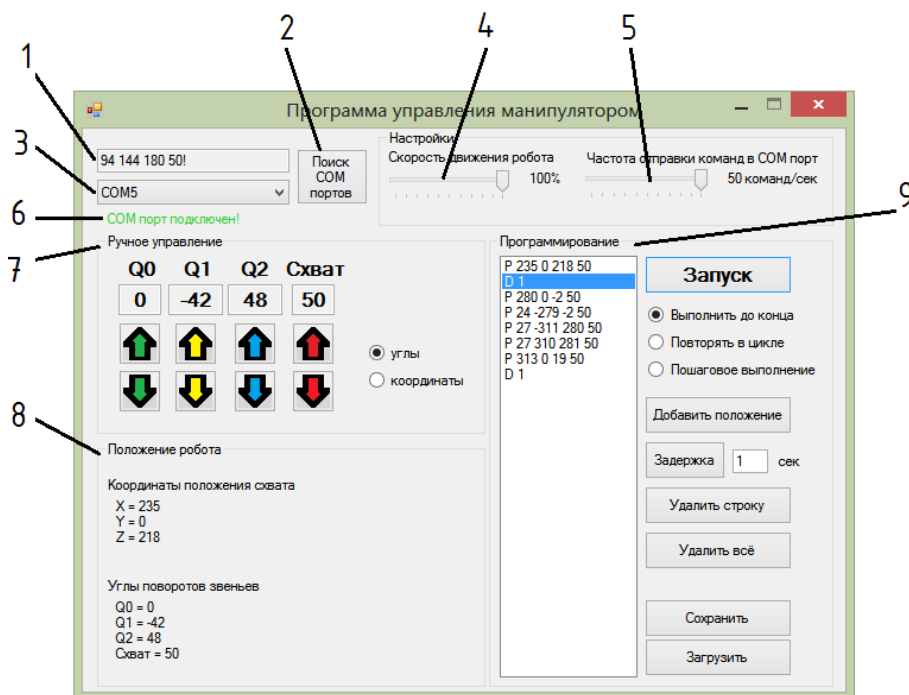 1
2
3
4
5
6
7
8
9
Программа управления манипулятором
94 144 180 50!
COM5
Поиск
COM
портов
COM порт подключен!
Настройки
Скорость движения робота
100%
Частота отправки команд в COM порт
50 команд/сек
Ручное управление
Q0 Q1 Q2 Схват
0 -42 48 50
углы
координаты
Положение робота
Координаты положения схвата
X = 235
Y = 0
Z = 218
Углы поворотов звеньев
Q0 = 0
Q1 = -42
Q2 = 48
Схват = 50
Программирование
P 235 0 218 50
D 1
P 280 0 -2 50
P 24 -279 -2 50
P 27 -311 280 50
P 27 310 281 50
P 313 0 19 50
D 1
Запуск
Выполнить до конца
Повторять в цикле
Пошаговое выполнение
Добавить положение
Задержка 1 сек
Удалить строку
Удалить всё
Сохранить
Загрузить